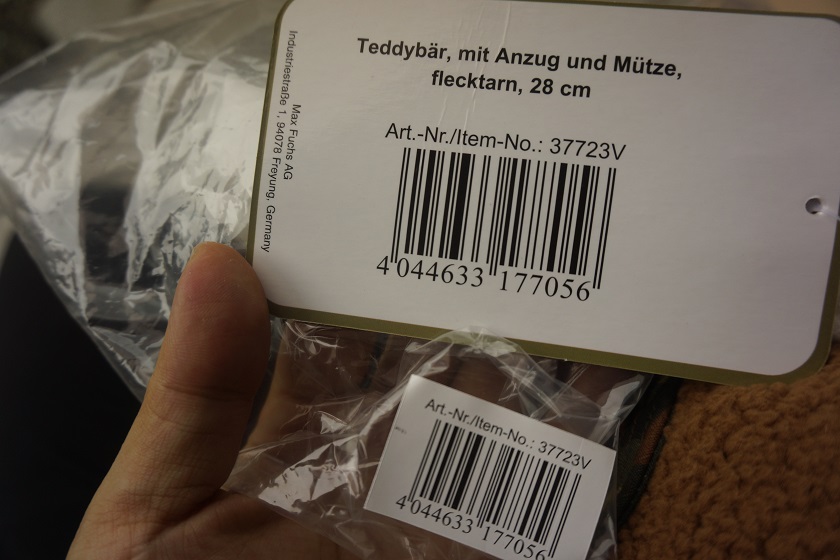 Teddybär, mit Anzug und Mütze,
flecktarn, 28 cm
Art.-Nr./Item-No.: 37723V
4 044633 177056
Max Fuchs AG
Industriestraße 1, 94078 Freyung, Germany
Art.-Nr./Item-No.: 37723V
4 044633 177056